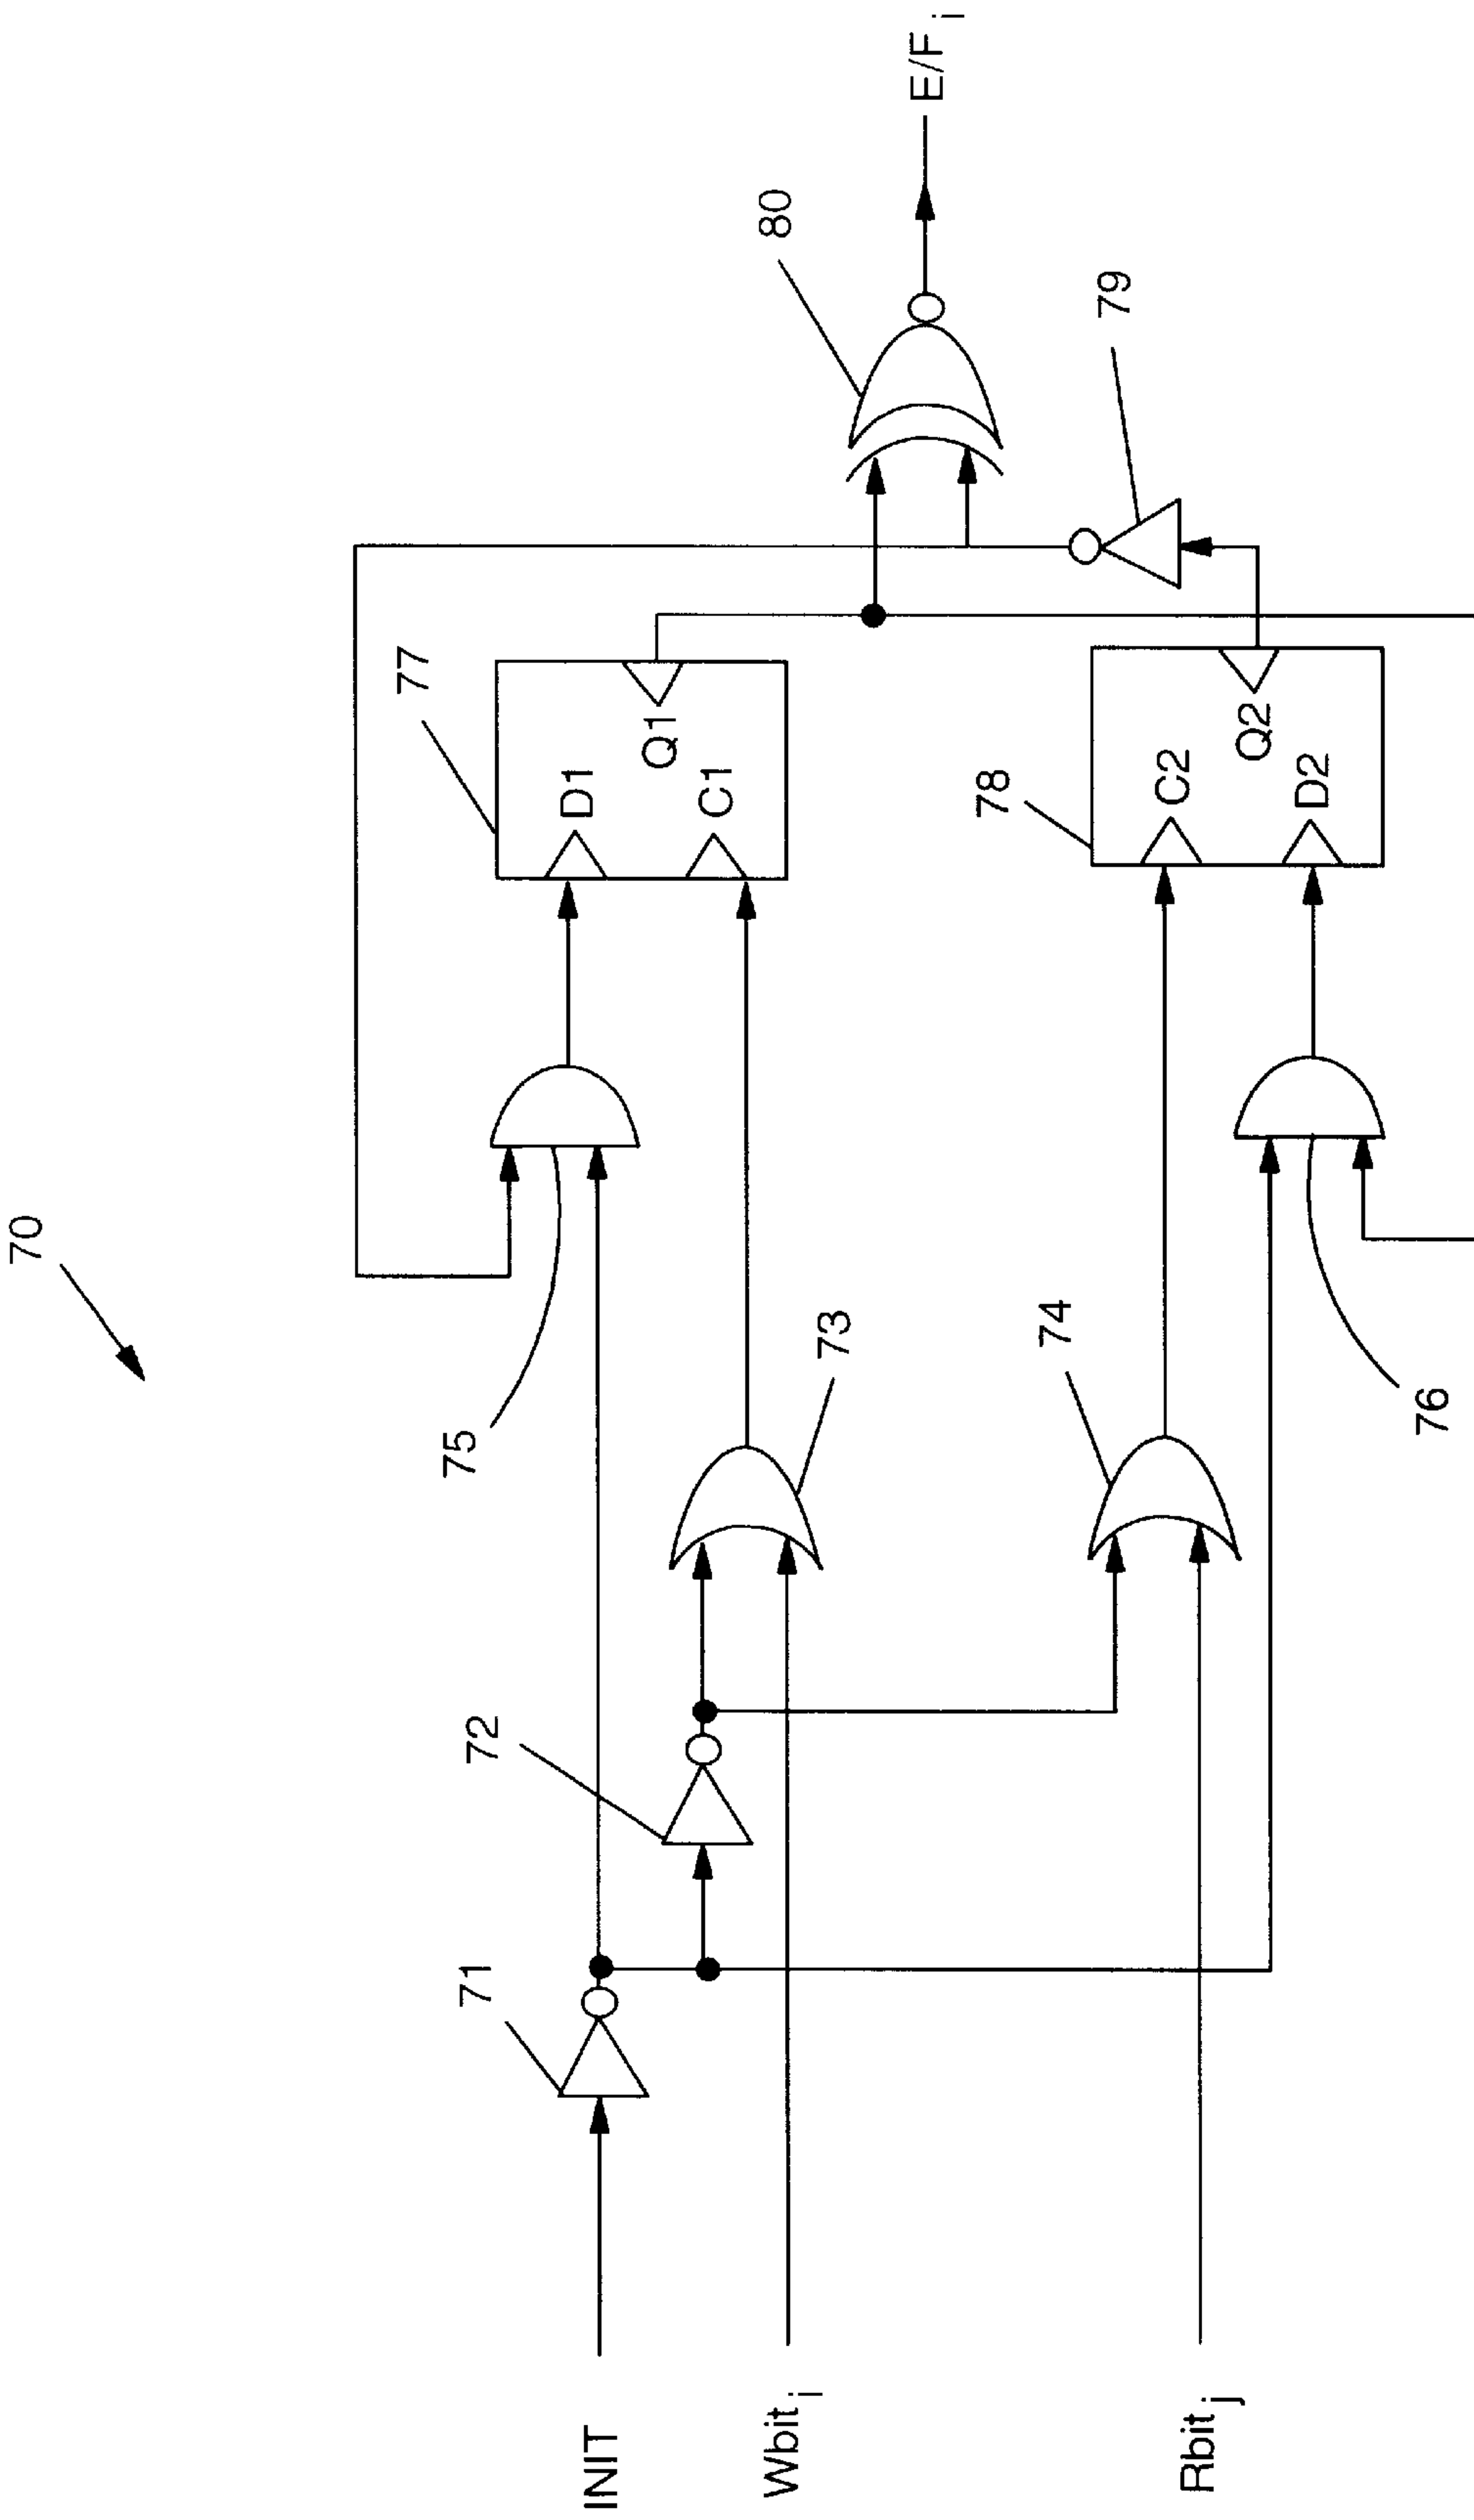 70
INIT
Wbit i
Rbit j
71
72
73
74
75
76
77
D1
Q1
C1
78
C2
Q2
D2
79
80
E/F i